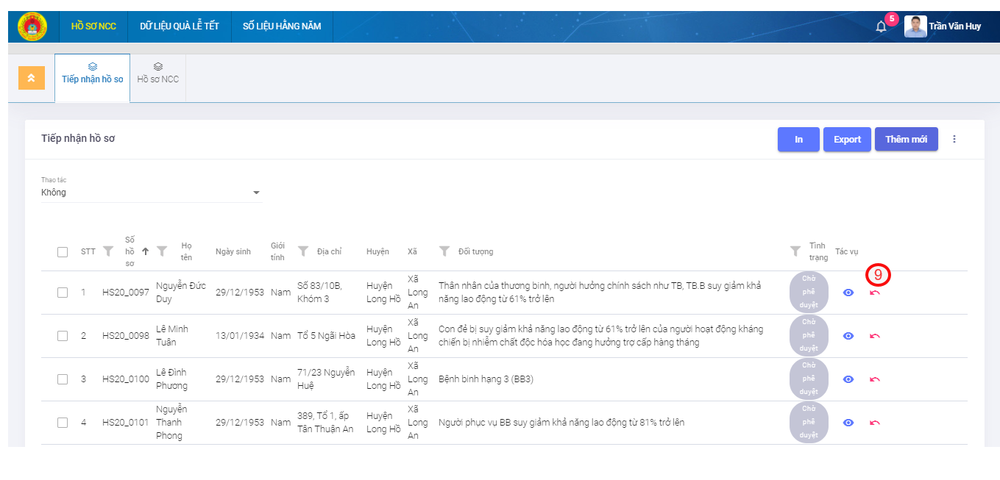 HỒ SƠ NCC DỮ LIỆU QUÀ LỄ TẾT SỐ LIỆU HẰNG NĂM 5 Trần Văn Huy
Tiếp nhận hồ sơ Hồ sơ NCC
Tiếp nhận hồ sơ In Export Thêm mới
Thao tác
Không
STT Số hồ sơ Họ tên Ngày sinh Giới tính Địa chỉ Huyện Xã Đối tượng Tình trạng Tác vụ
9
1 HS20_0097 Nguyễn Đức Duy 29/12/1953 Nam Số 83/10B, Khóm 3 Huyện Long Hồ Xã Long An Thân nhân của thương binh, người hưởng chính sách như TB, TB.B suy giảm khả năng lao động từ 61% trở lên Chờ phê duyệt
2 HS20_0098 Lê Minh Tuân 13/01/1934 Nam Tổ 5 Ngãi Hòa Huyện Long Hồ Xã Long An Con đẻ bị suy giảm khả năng lao động từ 61% trở lên của người hoạt động kháng chiến bị nhiễm chất độc hóa học đang hưởng trợ cấp hàng tháng Chờ phê duyệt
3 HS20_0100 Lê Đình Phương 29/12/1953 Nam 71/23 Nguyễn Huệ Huyện Long Hồ Xã Long An Bệnh binh hạng 3 (BB3) Chờ phê duyệt
4 HS20_0101 Nguyễn Thanh Phong 29/12/1953 Nam 389, Tổ 1, ấp Tân Thuận An Huyện Long Hồ Xã Long An Người phục vụ BB suy giảm khả năng lao động từ 81% trở lên Chờ phê duyệt